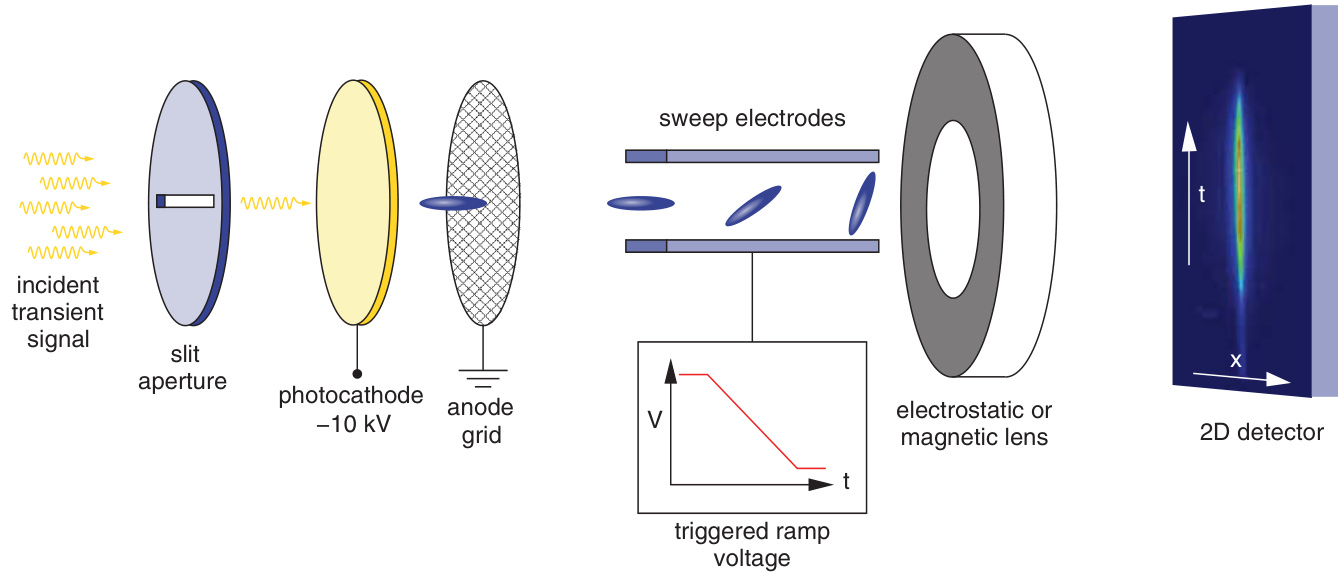 incident
transient
signal
slit
aperture
photocathode
–10 kV
anode
grid
sweep electrodes
V
t
triggered ramp
voltage
electrostatic or
magnetic lens
t
x
2D detector